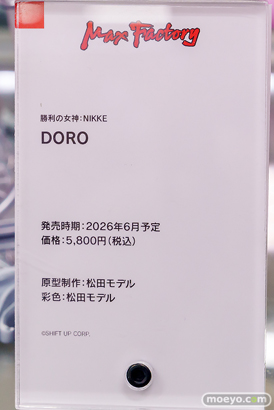 Max Factory
勝利の女神：NIKKE
DORO
発売時期：2026年6月予定
価格：5,800円（税込）
原型制作：松田モデル
彩色：松田モデル
©SHIFT UP CORP.
moeyo.com